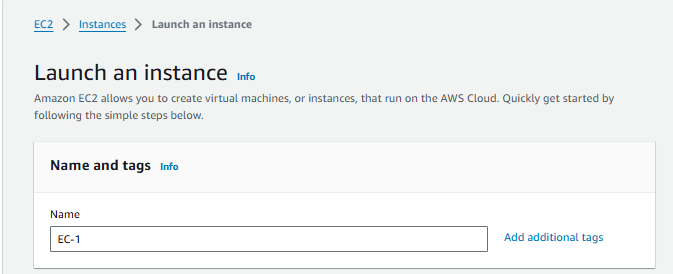 EC2 > Instances > Launch an instance
Launch an instance Info
Amazon EC2 allows you to create virtual machines, or instances, that run on the AWS Cloud. Quickly get started by
following the simple steps below.
Name and tags Info
Name
EC-1 Add additional tags